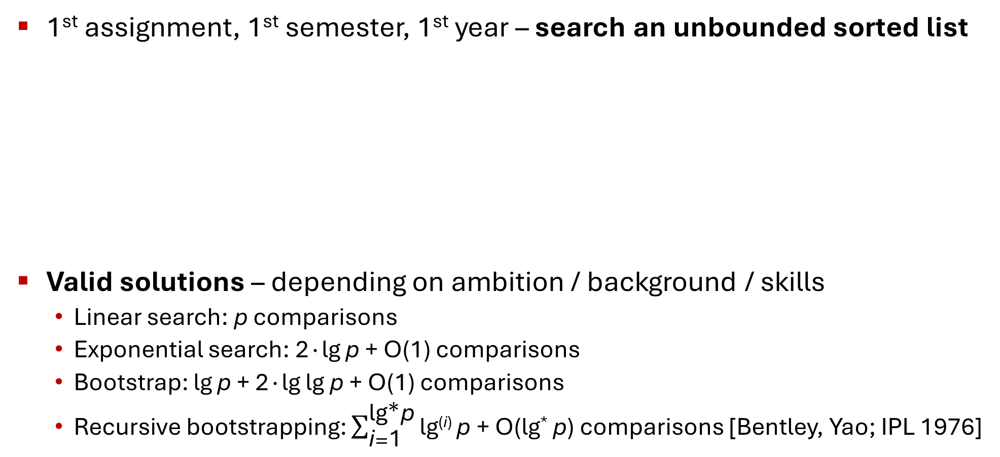 ▪ 1st assignment, 1st semester, 1st year – search an unbounded sorted list
▪ Valid solutions – depending on ambition / background / skills
• Linear search: p comparisons
• Exponential search: 2 · lg p + O(1) comparisons
• Bootstrap: lg p + 2 · lg lg p + O(1) comparisons
• Recursive bootstrapping: ∑_{i=1}^{lg* p} lg^(i) p + O(lg* p) comparisons [Bentley, Yao; IPL 1976]